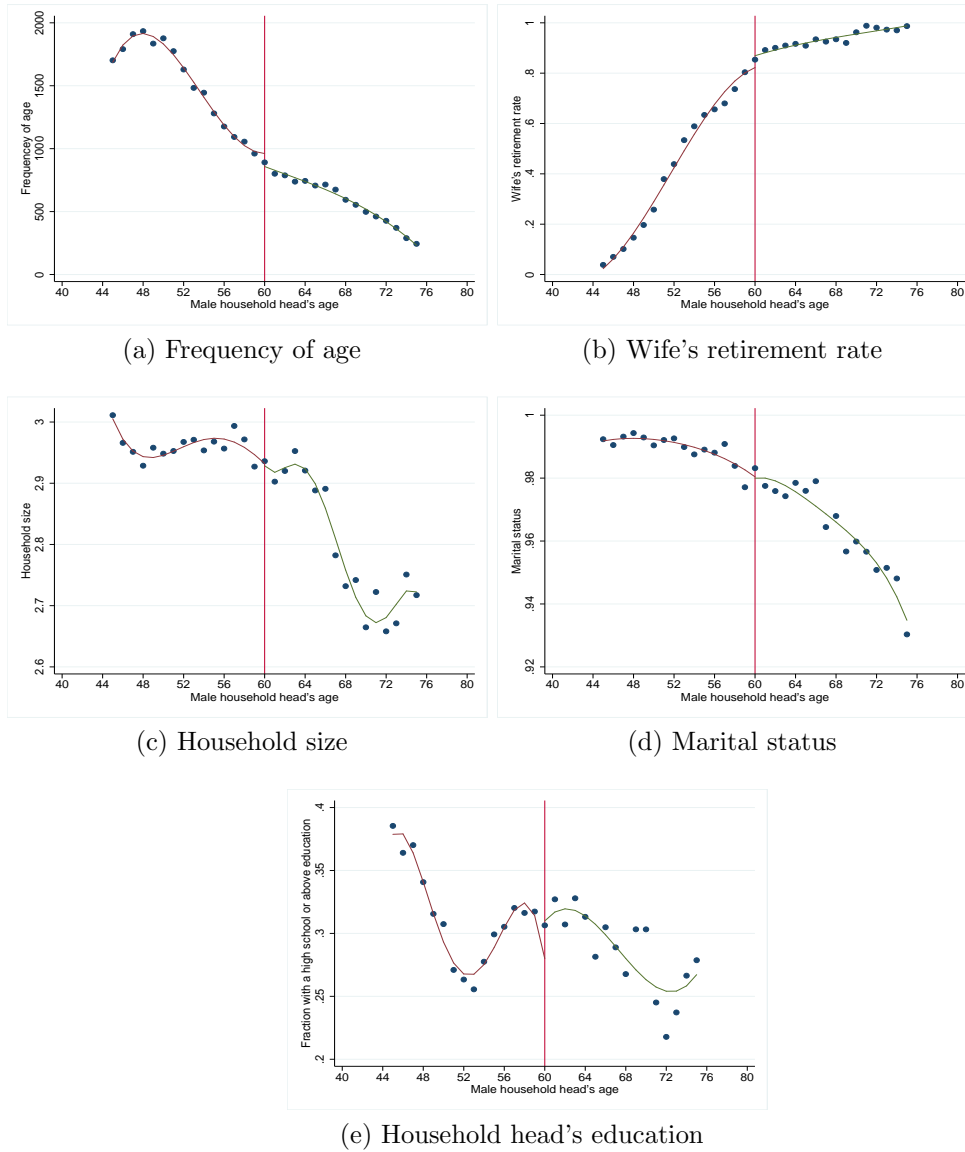 2000
1500
1000
500
0
Frequencey of age
40 44 48 52 56 60 64 68 72 76 80
Male household head's age
(a) Frequency of age
1
.8
.6
.4
.2
0
Wife's retirement rate
40 44 48 52 56 60 64 68 72 76 80
Male household head's age
(b) Wife's retirement rate
3
2.9
2.8
2.7
2.6
Household size
40 44 48 52 56 60 64 68 72 76 80
Male household head's age
(c) Household size
1
.98
.96
.94
.92
Marital status
40 44 48 52 56 60 64 68 72 76 80
Male household head's age
(d) Marital status
.4
.35
.3
.25
.2
Fraction with a high school or above education
40 44 48 52 56 60 64 68 72 76 80
Male household head's age
(e) Household head's education